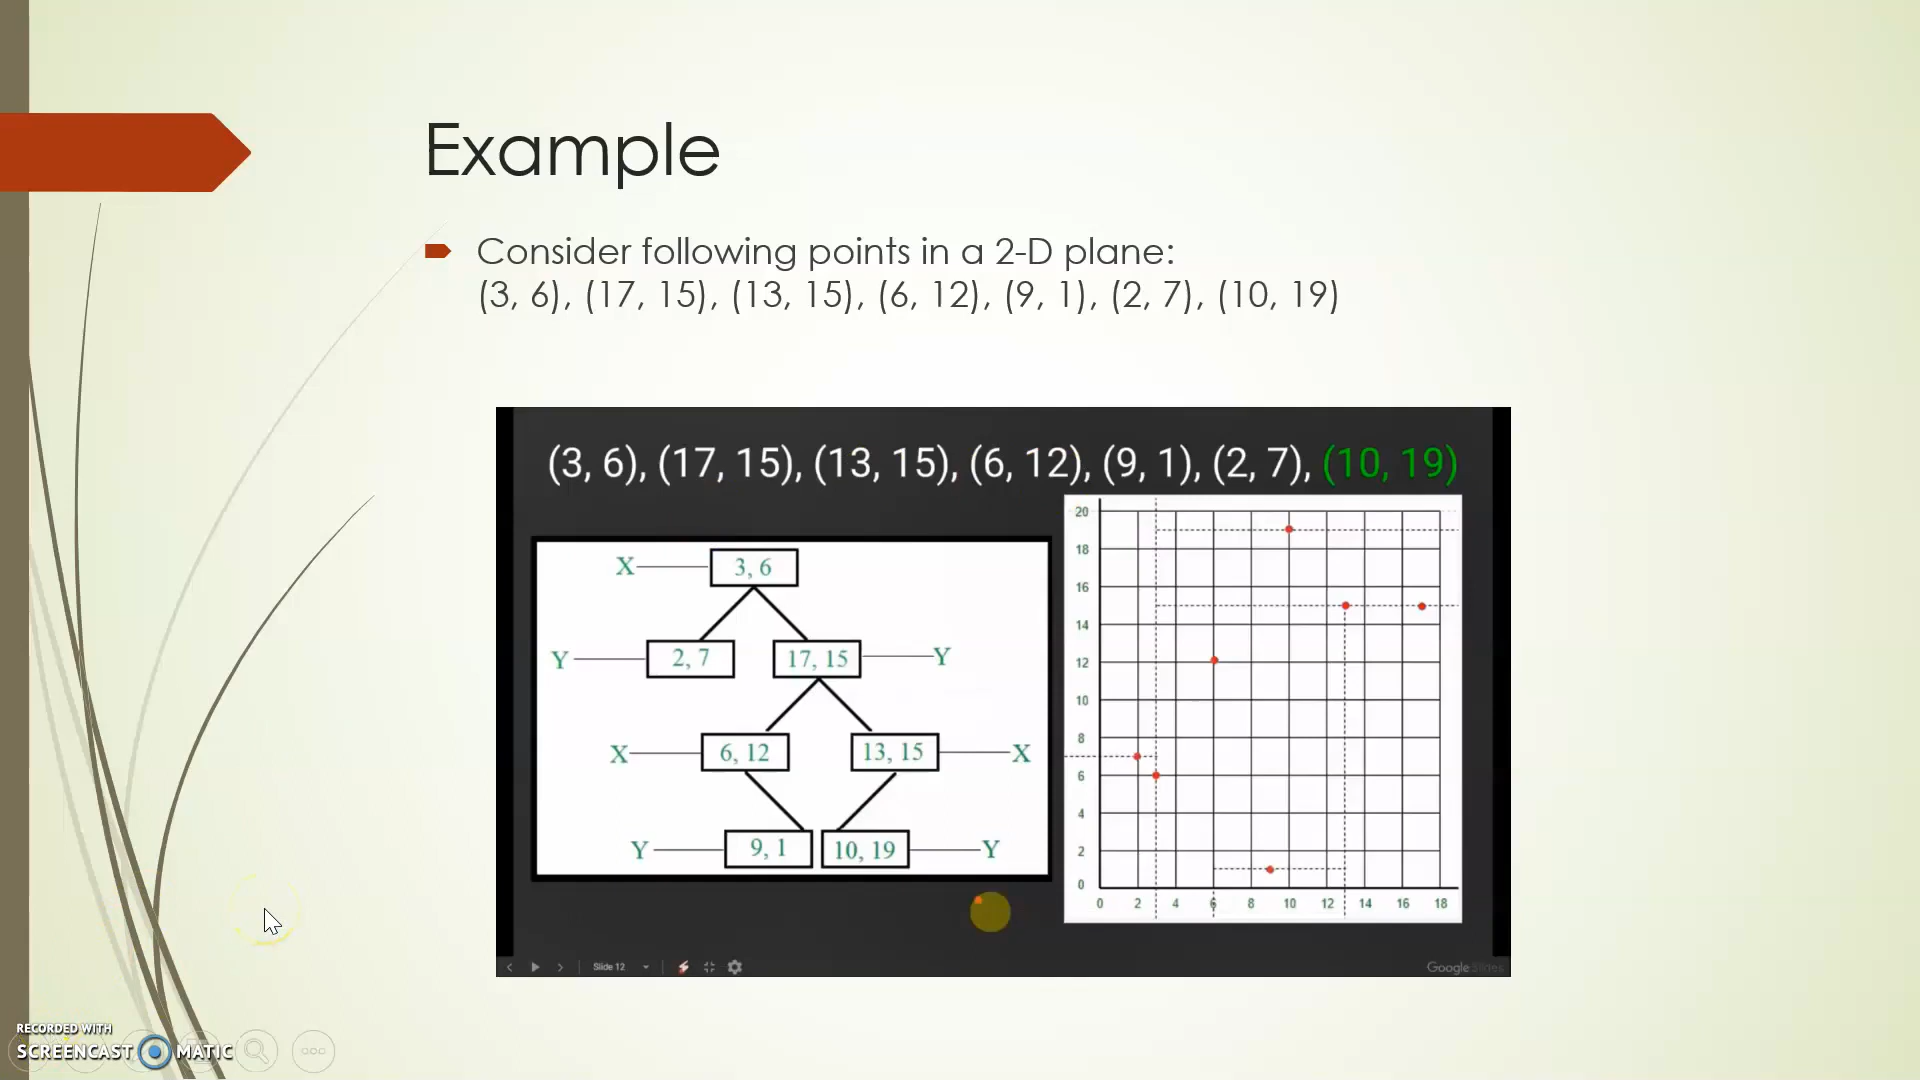 Example
Consider following points in a 2-D plane:
(3, 6), (17, 15), (13, 15), (6, 12), (9, 1), (2, 7), (10, 19)
(3, 6), (17, 15), (13, 15), (6, 12), (9, 1), (2, 7), (10, 19)
X 3, 6
Y 2, 7 17, 15 Y
X 6, 12 13, 15 X
Y 9, 1 10, 19 Y
20
18
16
14
12
10
8
6
4
2
0
0 2 4 6 8 10 12 14 16 18
Slide 12
Google Slides
RECORDED WITH
SCREENCAST MATIC